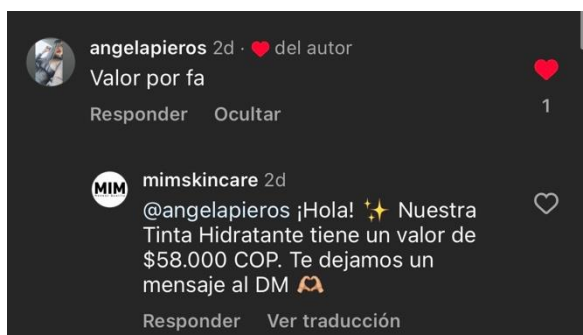 angelapieros 2d · ❤️ del autor
Valor por fa
1
Responder Ocultar
MIM
mimskincare 2d
@angelapieros ¡Hola! ✨ Nuestra
Tinta Hidratante tiene un valor de
$58.000 COP. Te dejamos un
mensaje al DM 🫶🏼
Responder Ver traducción